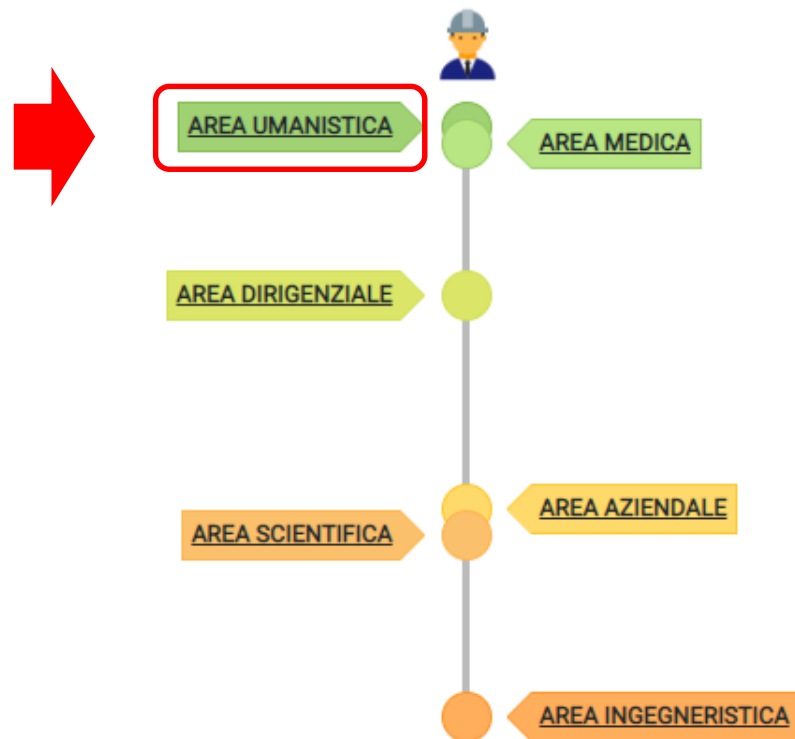 AREA UMANISTICA
AREA MEDICA
AREA DIRIGENZIALE
AREA AZIENDALE
AREA SCIENTIFICA
AREA INGEGNERISTICA